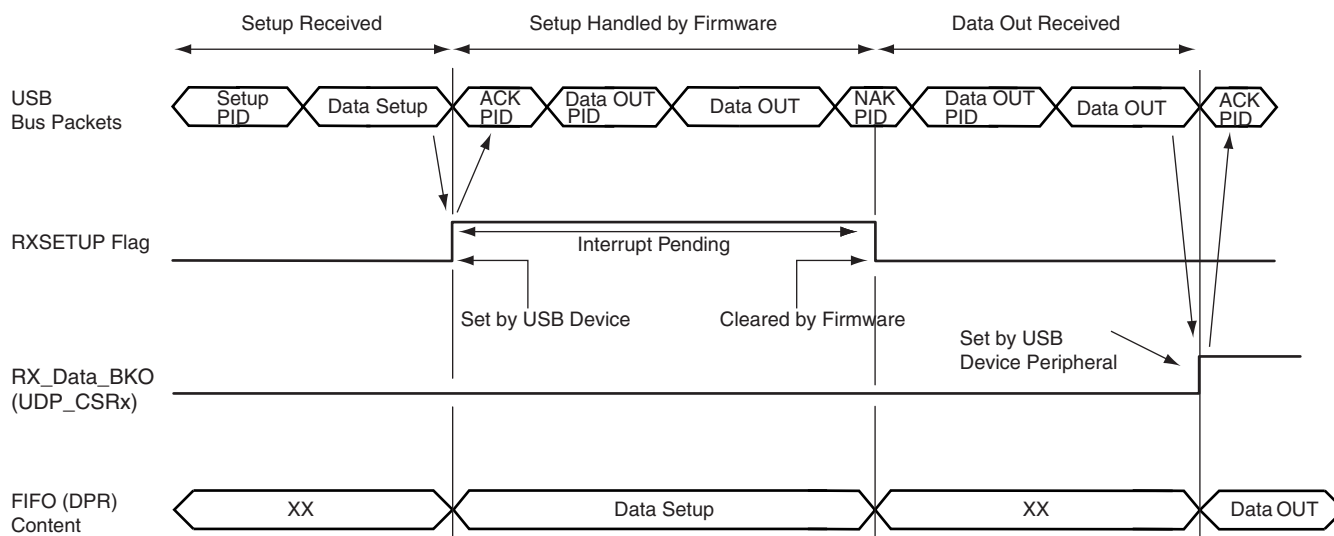 Setup Received
Setup Handled by Firmware
Data Out Received
USB
Bus Packets
Setup
PID
Data Setup
ACK
PID
Data OUT
PID
Data OUT
NAK
PID
Data OUT
PID
Data OUT
ACK
PID
RXSETUP Flag
Interrupt Pending
Set by USB Device
Cleared by Firmware
Set by USB
Device Peripheral
RX_Data_BKO
(UDP_CSRx)
FIFO (DPR)
Content
XX
Data Setup
XX
Data OUT